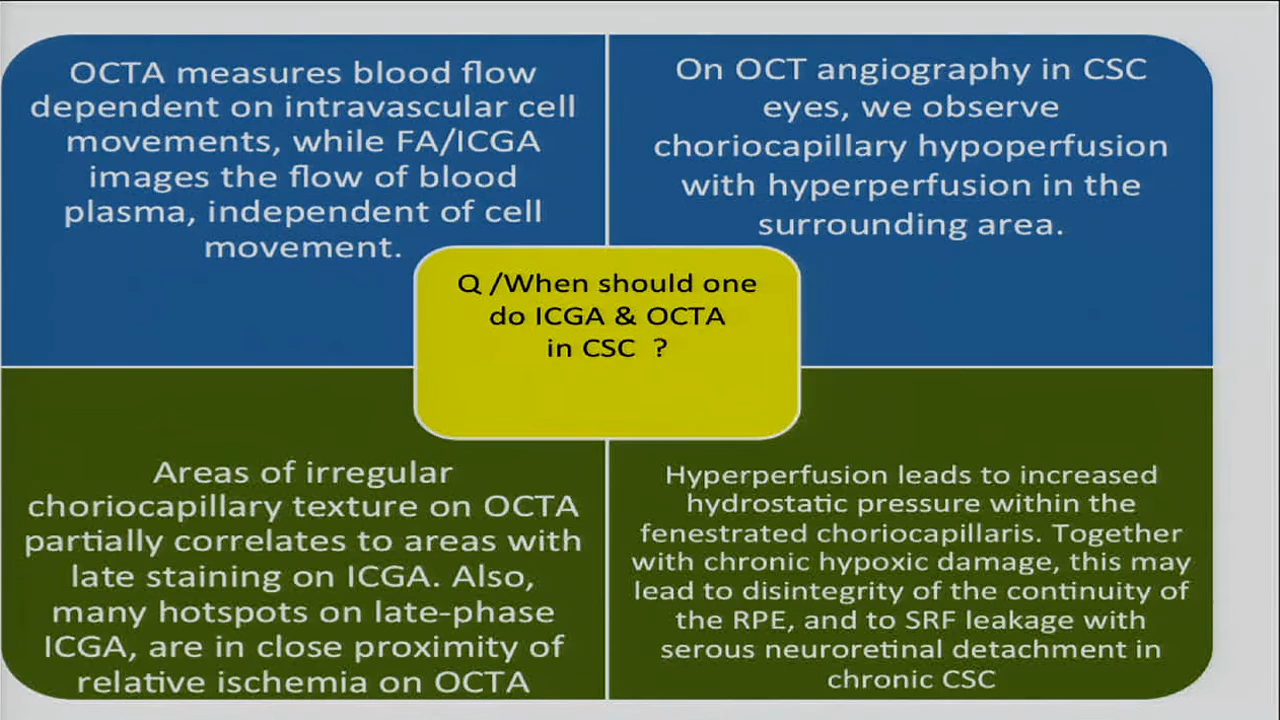 OCTA measures blood flow
dependent on intravascular cell
movements, while FA/ICGA
images the flow of blood
plasma, independent of cell
movement.
On OCT angiography in CSC
eyes, we observe
choriocapillary hypoperfusion
with hyperperfusion in the
surrounding area.
Q /When should one
do ICGA & OCTA
in CSC ?
Areas of irregular
choriocapillary texture on OCTA
partially correlates to areas with
late staining on ICGA. Also,
many hotspots on late-phase
ICGA, are in close proximity of
relative ischemia on OCTA
Hyperperfusion leads to increased
hydrostatic pressure within the
fenestrated choriocapillaris. Together
with chronic hypoxic damage, this may
lead to disintegrity of the continuity of
the RPE, and to SRF leakage with
serous neuroretinal detachment in
chronic CSC